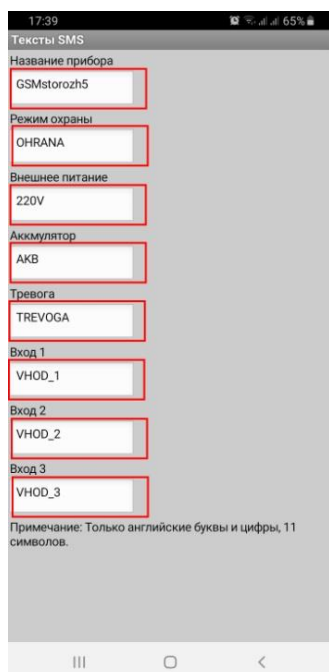 17:39
65%
Тексты SMS
Название прибора
GSMstorozh5
Режим охраны
OHRANA
Внешнее питание
220V
Аккмулятор
AKB
Тревога
TREVOGA
Вход 1
VHOD_1
Вход 2
VHOD_2
Вход 3
VHOD_3
Примечание: Только английские буквы и цифры, 11
символов.